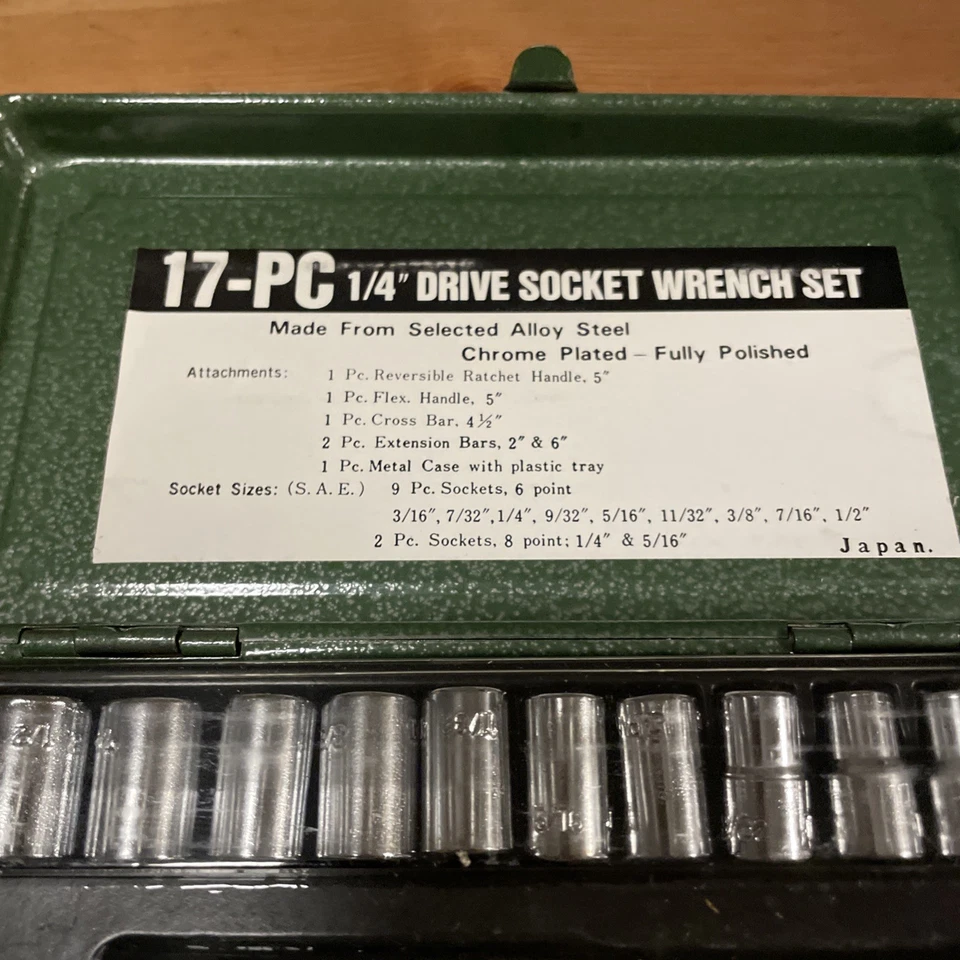 17-PC 1/4″ DRIVE SOCKET WRENCH SET
Made From Selected Alloy Steel
Chrome Plated – Fully Polished
Attachments: 1 Pc. Reversible Ratchet Handle, 5″
1 Pc. Flex. Handle, 5″
1 Pc. Cross Bar, 4½″
2 Pc. Extension Bars, 2″ & 6″
1 Pc. Metal Case with plastic tray
Socket Sizes: (S. A. E.) 9 Pc. Sockets, 6 point
3/16″, 7/32″, 1/4″, 9/32″, 5/16″, 11/32″, 3/8″, 7/16″, 1/2″
2 Pc. Sockets, 8 point; 1/4″ & 5/16″
Japan.